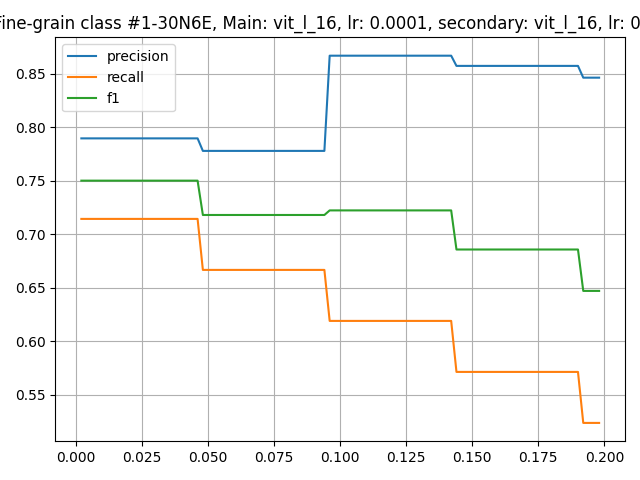 Fine-grain class #1-30N6E, Main: vit_l_16, lr: 0.0001, secondary: vit_l_16, lr: 0
precision
recall
f1
0.85
0.80
0.75
0.70
0.65
0.60
0.55
0.000 0.025 0.050 0.075 0.100 0.125 0.150 0.175 0.200